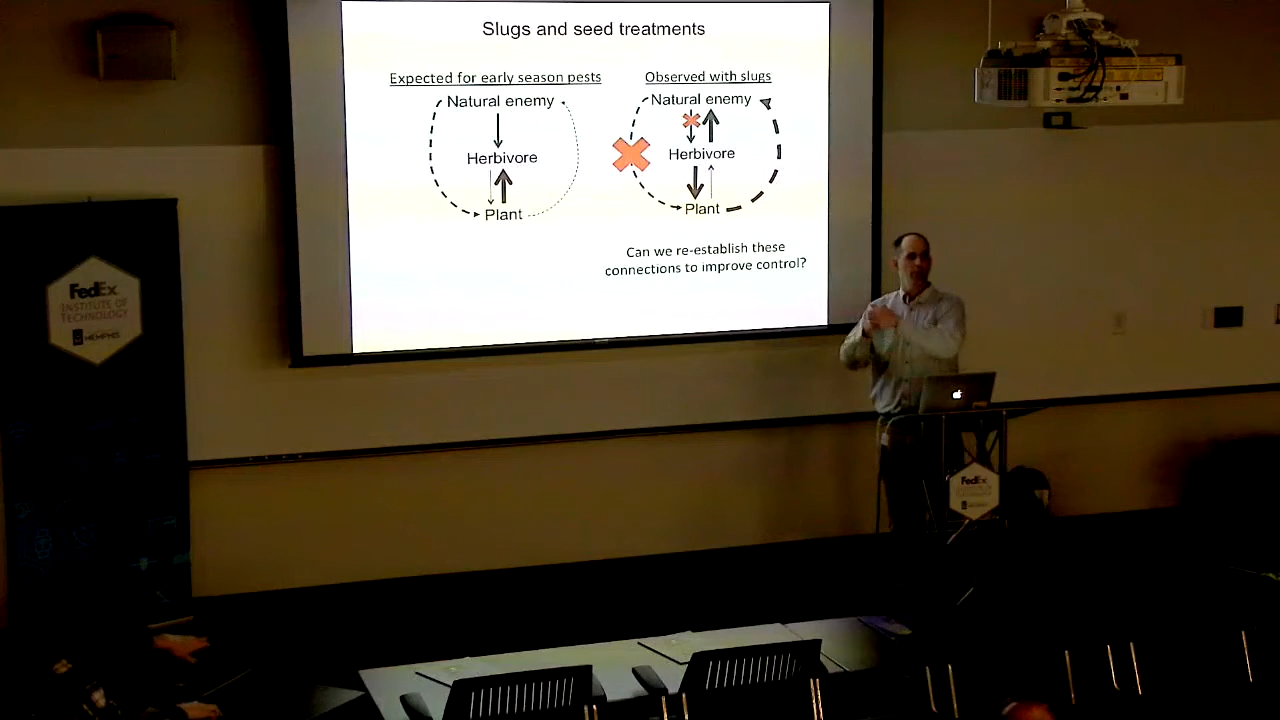 Slugs and seed treatments
Expected for early season pests
Natural enemy
Herbivore
Plant
Observed with slugs
Natural enemy
Herbivore
Plant
Can we re-establish these
connections to improve control?
FedEx
INSTITUTE OF
TECHNOLOGY
MEMPHIS
FedEx